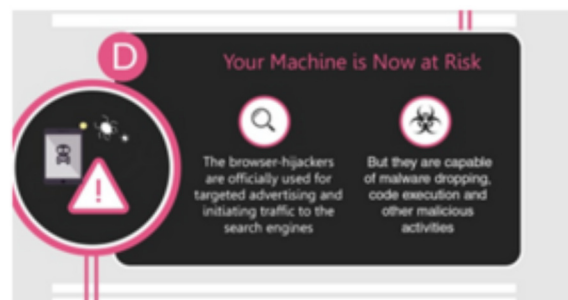 D
Your Machine is Now at Risk
The browser-hijackers
are officially used for
targeted advertising and
initiating traffic to the
search engines
But they are capable
of malware dropping,
code execution and
other malicious
activities
!